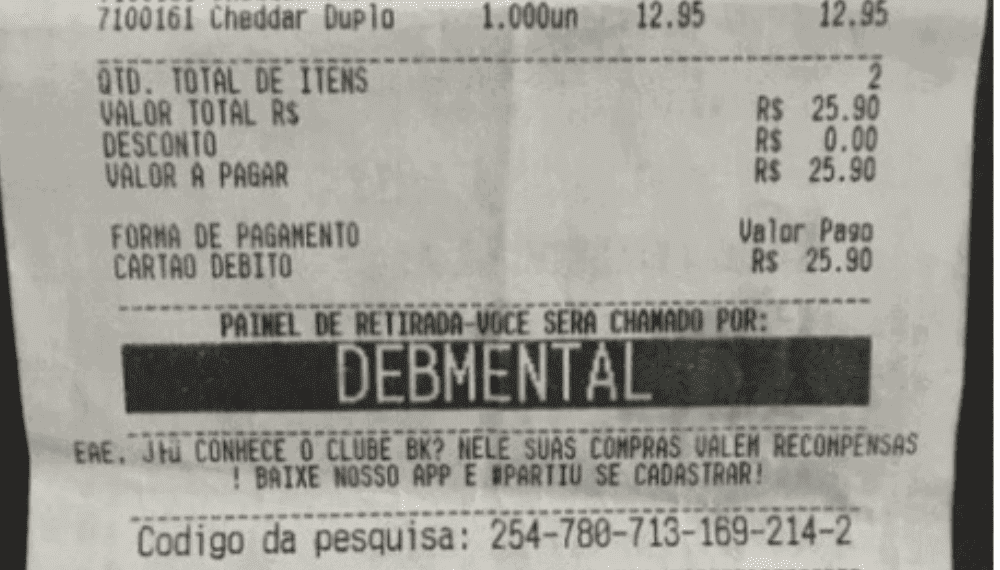 7100161 Cheddar Duplo 1.000un 12.95 12.95
QTD. TOTAL DE ITENS 2
VALOR TOTAL R$ R$ 25.90
DESCONTO R$ 0.00
VALOR A PAGAR R$ 25.90
FORMA DE PAGAMENTO Valor Pago
CARTAO DEBITO R$ 25.90
PAINEL DE RETIRADA-VOCE SERA CHAMADO POR:
DEBMENTAL
EAE, CONHECE O CLUBE BK? NELE SUAS COMPRAS VALEM RECOMPENSAS
! BAIXE NOSSO APP E #PARTIU SE CADASTRAR!
Codigo da pesquisa: 254-780-713-169-214-2